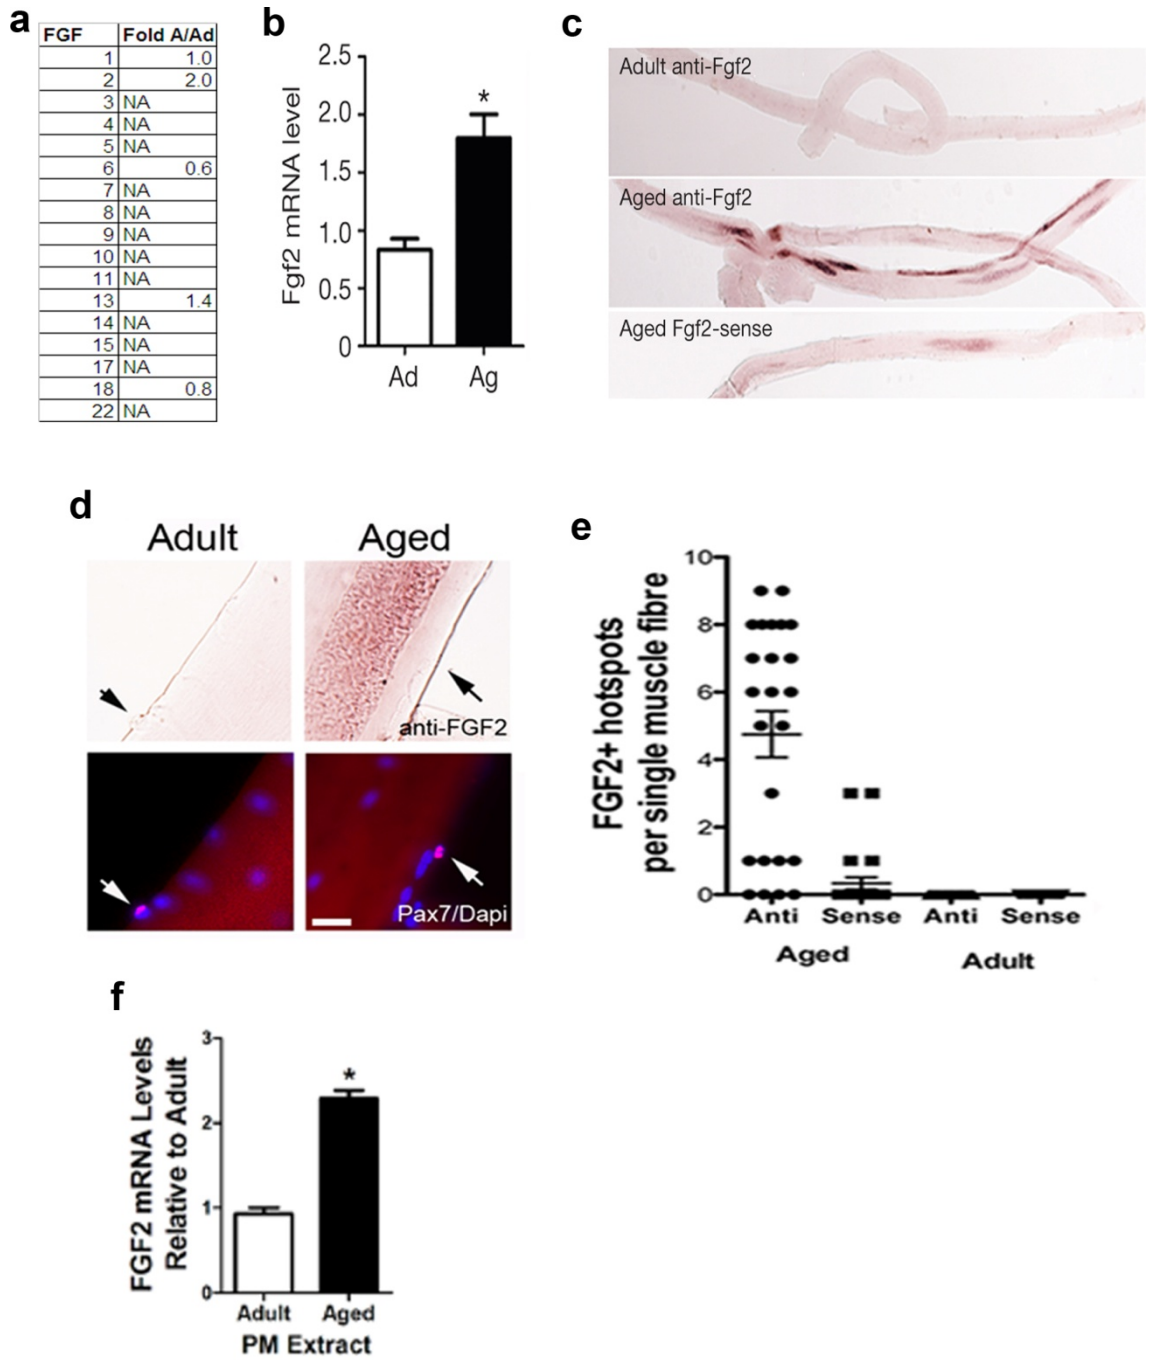 a
FGF Fold A/Ad
1 1.0
2 2.0
3 NA
4 NA
5 NA
6 0.6
7 NA
8 NA
9 NA
10 NA
11 NA
13 1.4
14 NA
15 NA
17 NA
18 0.8
22 NA
b
Fgf2 mRNA level
2.5
2.0
1.5
1.0
0.5
0
*
Ad Ag
c
Adult anti-Fgf2
Aged anti-Fgf2
Aged Fgf2-sense
d
Adult Aged
anti-FGF2
Pax7/Dapi
e
FGF2+ hotspots
per single muscle fibre
10
8
6
4
2
0
Anti Sense Anti Sense
Aged Adult
f
FGF2 mRNA Levels
Relative to Adult
3
2
1
0
*
Adult Aged
PM Extract